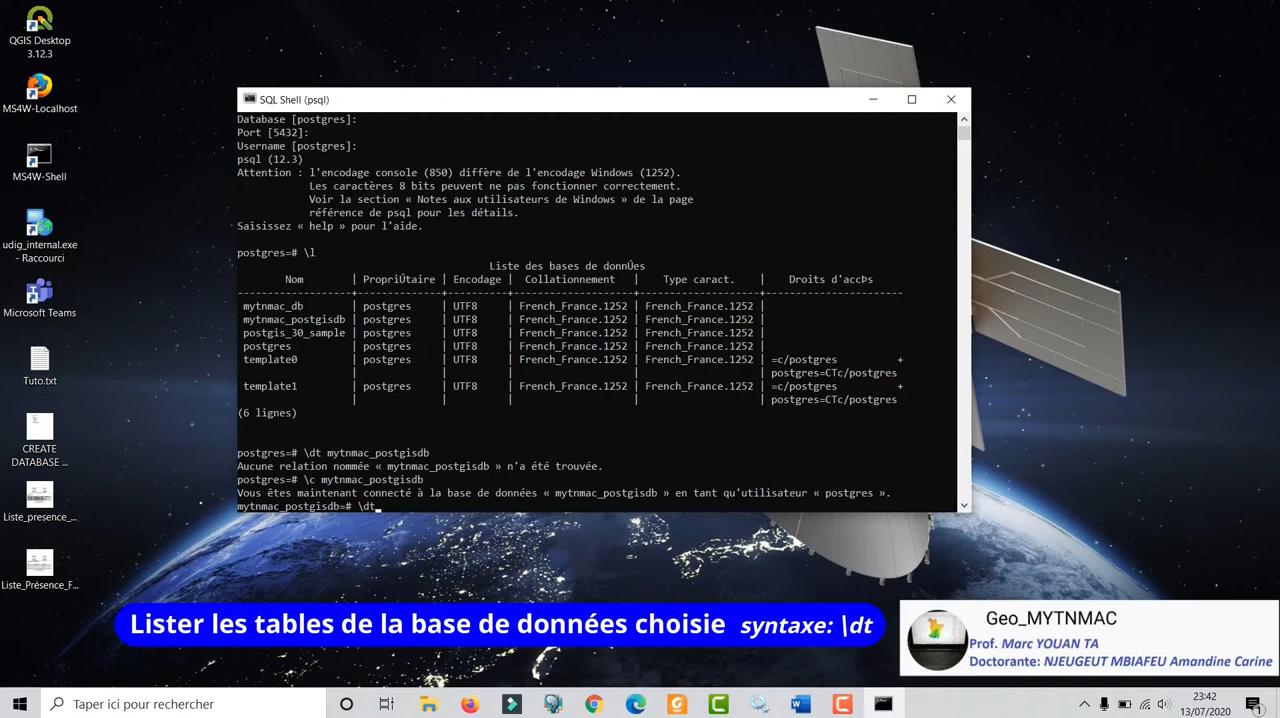 QGIS Desktop
3.12.3
MS4W-Localhost
MS4W-Shell
udig_internal.exe
- Raccourci
Microsoft Teams
Tuto.txt
CREATE
DATABASE ...
Liste_presence_...
Liste_Présence_F...
SQL Shell (psql)
Database [postgres]:
Port [5432]:
Username [postgres]:
psql (12.3)
Attention : l'encodage console (850) diffère de l'encodage Windows (1252).
Les caractères 8 bits peuvent ne pas fonctionner correctement.
Voir la section « Notes aux utilisateurs de Windows » de la page
référence de psql pour les détails.
Saisissez « help » pour l'aide.
postgres=# \l
Liste des bases de donnÚes
Nom | PropriÚtaire | Encodage | Collationnement | Type caract. | Droits d'accÞs
--------------------+--------------+----------+--------------------+--------------------+-----------------------
mytnmac_db | postgres | UTF8 | French_France.1252 | French_France.1252 |
mytnmac_postgisdb | postgres | UTF8 | French_France.1252 | French_France.1252 |
postgis_30_sample | postgres | UTF8 | French_France.1252 | French_France.1252 |
postgres | postgres | UTF8 | French_France.1252 | French_France.1252 |
template0 | postgres | UTF8 | French_France.1252 | French_France.1252 | =c/postgres +
| | | | | postgres=CTc/postgres
template1 | postgres | UTF8 | French_France.1252 | French_France.1252 | =c/postgres +
| | | | | postgres=CTc/postgres
(6 lignes)
postgres=# \dt mytnmac_postgisdb
Aucune relation nommée « mytnmac_postgisdb » n'a été trouvée.
postgres=# \c mytnmac_postgisdb
Vous êtes maintenant connecté à la base de données « mytnmac_postgisdb » en tant qu'utilisateur « postgres ».
mytnmac_postgisdb=# \dt
Lister les tables de la base de données choisie syntaxe: \dt
Geo_MYTNMAC
Prof. Marc YOUAN TA
Doctorante: NJEUGEUT MBIAFEU Amandine Carine
Taper ici pour rechercher
23:42
13/07/2020
1